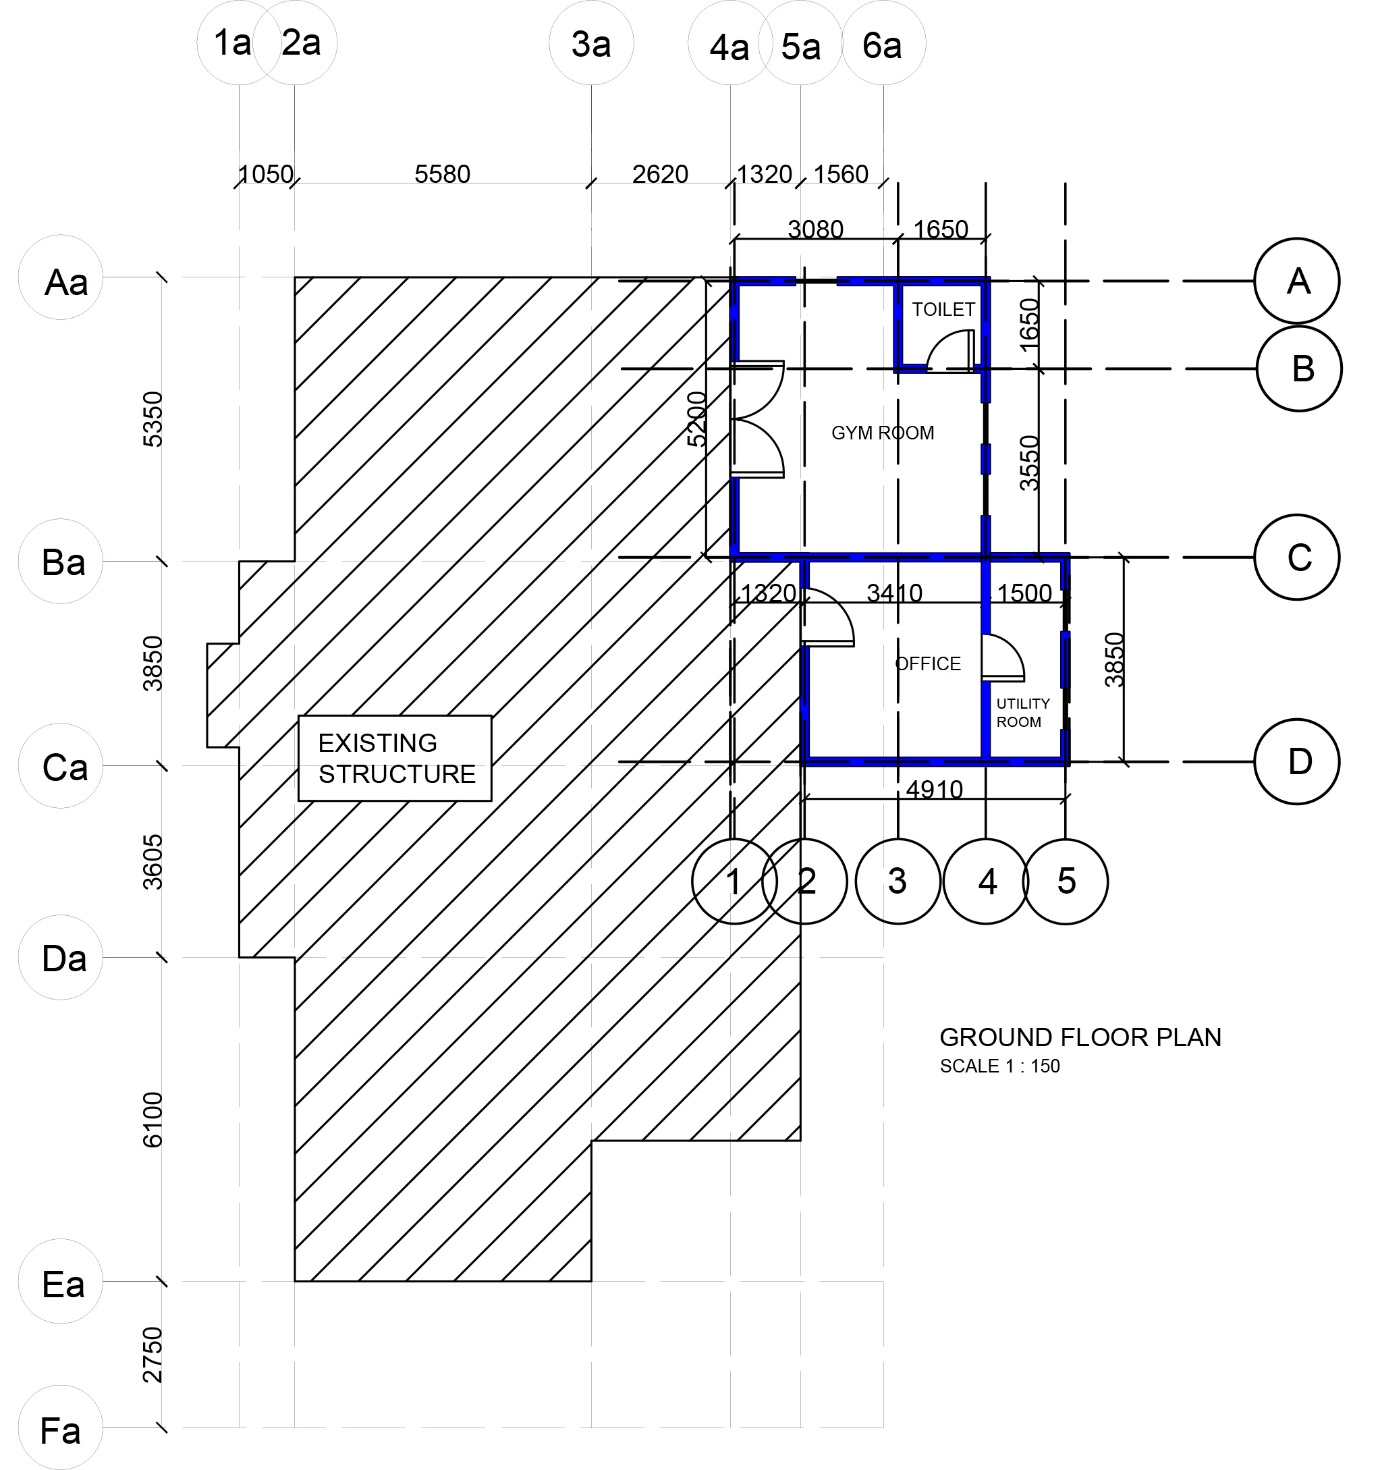 1a 2a 3a 4a 5a 6a
1050 5580 2620 1320 1560
3080 1650
Aa
A
TOILET
1650
B
5350
5200
GYM ROOM
3550
Ba
C
1320 3410 1500
3850
OFFICE
3850
UTILITY
ROOM
EXISTING
STRUCTURE
Ca
D
4910
3605
1 2 3 4 5
Da
GROUND FLOOR PLAN
SCALE 1 : 150
6100
Ea
2750
Fa